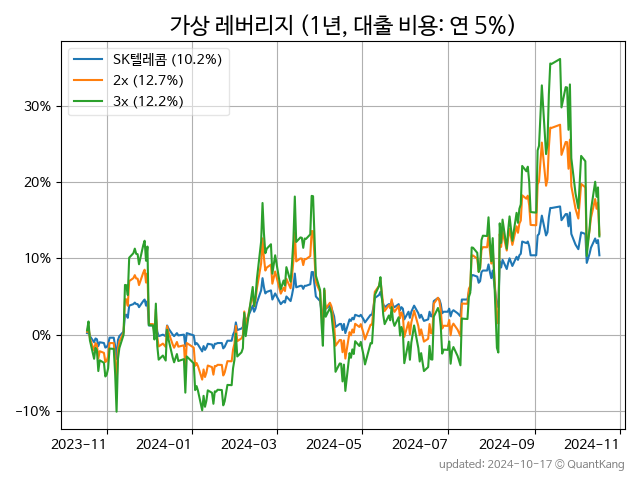 가상 레버리지 (1년, 대출 비용: 연 5%)
SK텔레콤 (10.2%)
2x (12.7%)
3x (12.2%)
30%
20%
10%
0%
−10%
2023-11 2024-01 2024-03 2024-05 2024-07 2024-09 2024-11
updated: 2024-10-17 © QuantKang